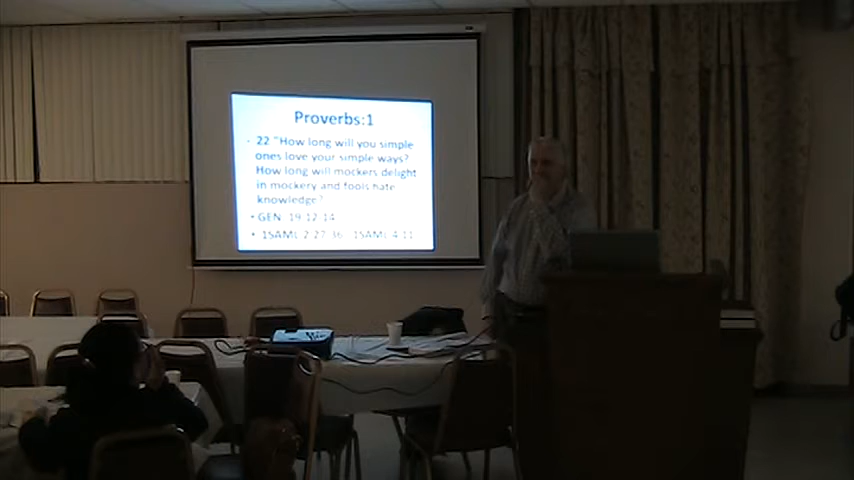 Proverbs:1
• 22 "How long will you simple
ones love your simple ways?
How long will mockers delight
in mockery and fools hate
knowledge?
• GEN: 19:12-14
• 1SAML 2:27-36 1SAML 4:11